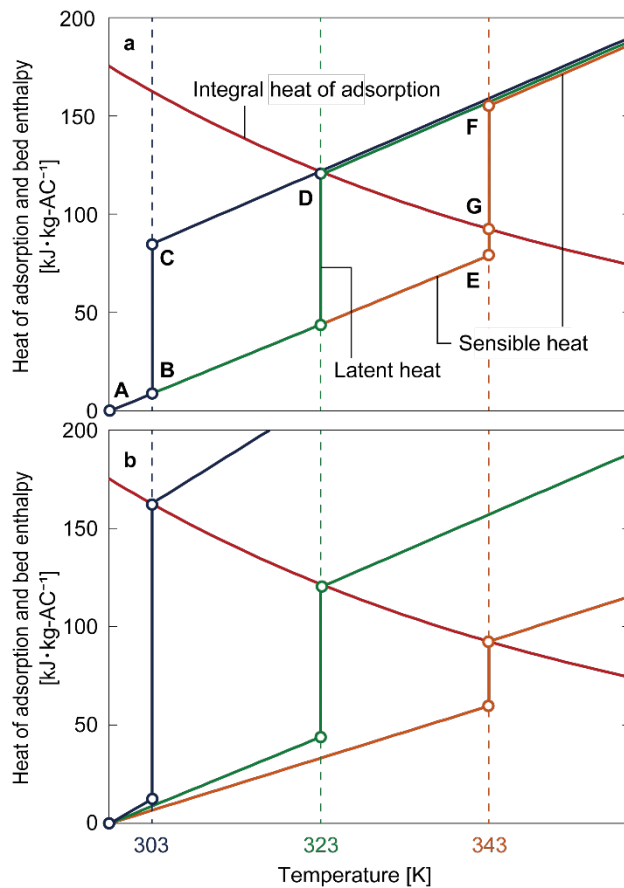 200
a
Integral heat of adsorption
150
F
D
G
100
C
E
50
B
Sensible heat
A
Latent heat
0
Heat of adsorption and bed enthalpy
[kJ·kg-AC⁻¹]
200
b
150
100
50
0
Heat of adsorption and bed enthalpy
[kJ·kg-AC⁻¹]
303 323 343
Temperature [K]